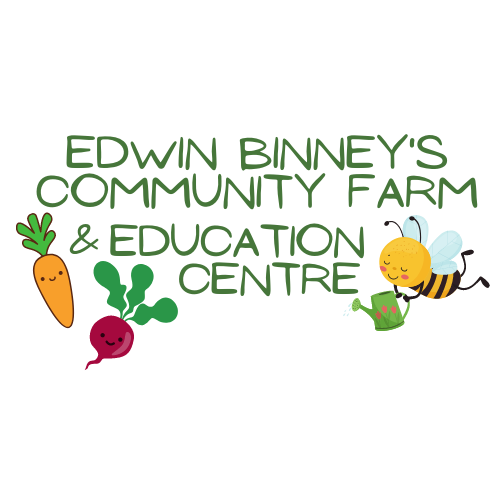 EDWIN BINNEY'S
COMMUNITY FARM
& EDUCATION
CENTRE